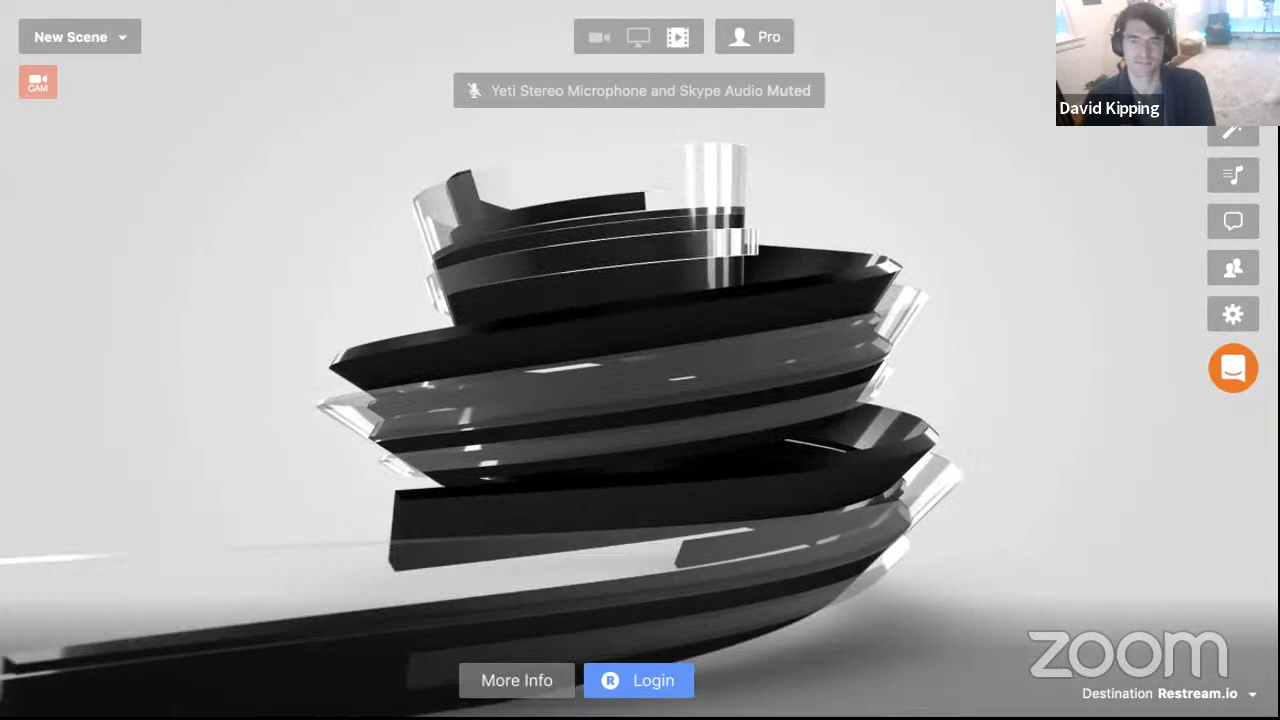 New Scene
Pro
CAM
Yeti Stereo Microphone and Skype Audio Muted
David Kipping
More Info
R Login
zoom
Destination Restream.io